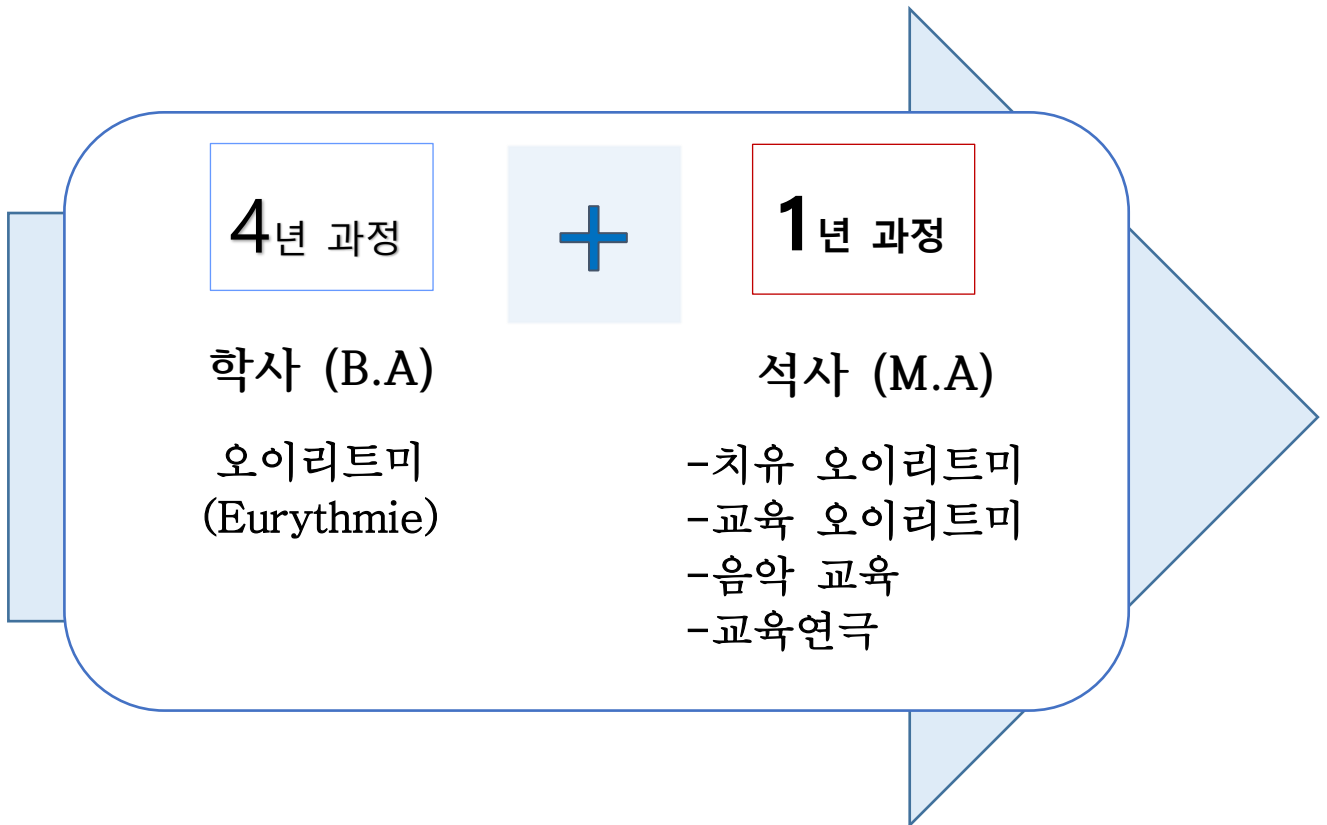 4년 과정
+
1년 과정
학사 (B.A)
오이리트미
(Eurythmie)
석사 (M.A)
-치유 오이리트미
-교육 오이리트미
-음악 교육
-교육연극